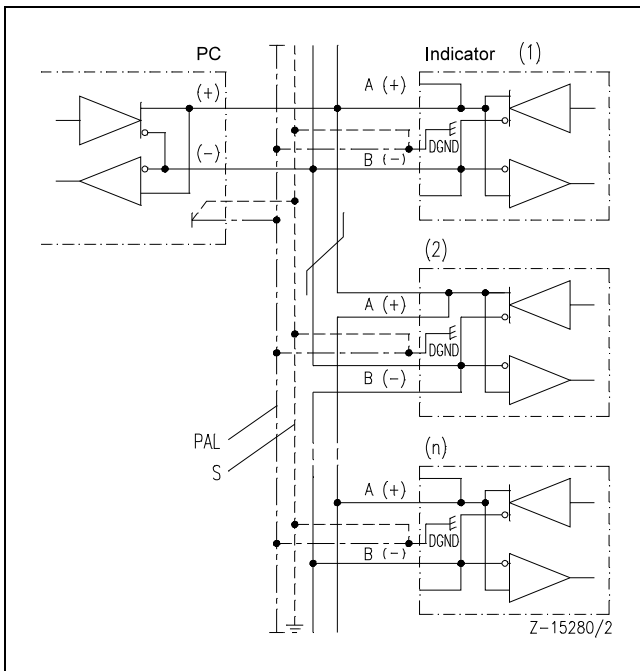 PC
Indicator (1)
(+)
A (+)
DGND
(-)
B (-)
(2)
A (+)
DGND
B (-)
PAL
S
(n)
A (+)
DGND
B (-)
Z-15280/2